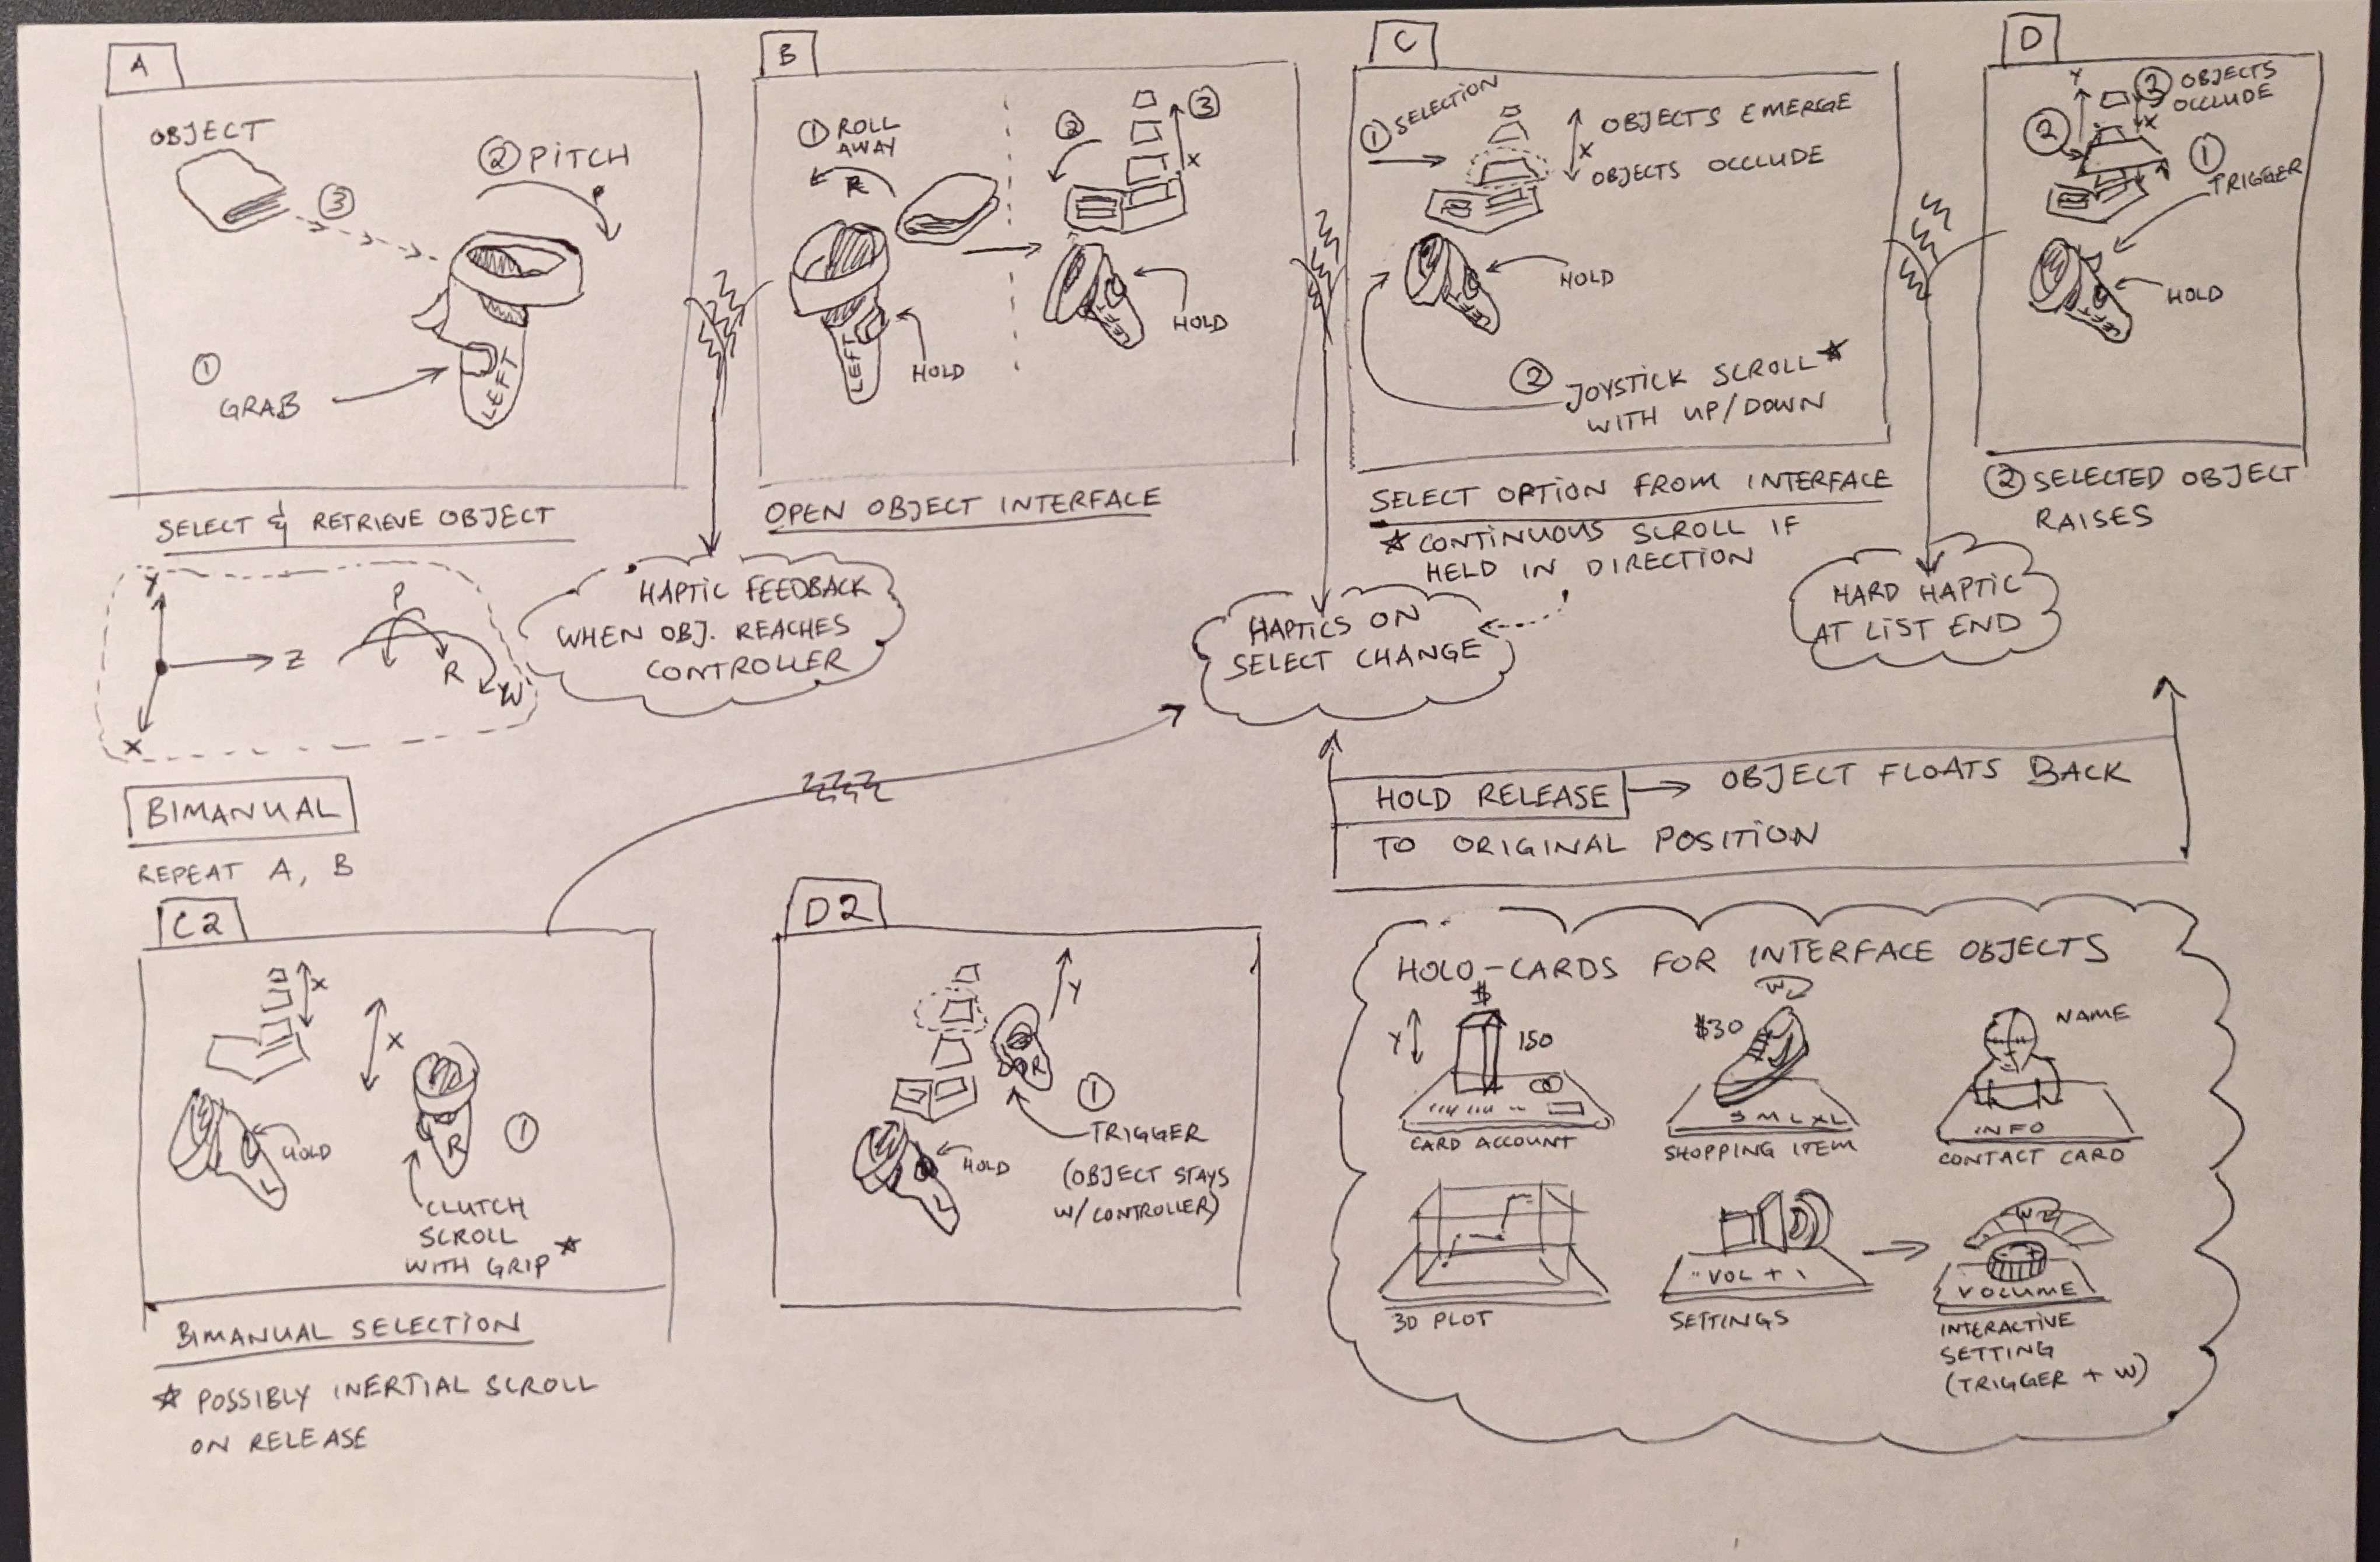 A
OBJECT
② PITCH
P
③
①
GRAB
LEFT
SELECT & RETRIEVE OBJECT
B
① ROLL
AWAY
R
LEFT
HOLD
②
③
X
LEFT
HOLD
OPEN OBJECT INTERFACE
C
① SELECTION
OBJECTS EMERGE
X
OBJECTS OCCLUDE
HOLD
② JOYSTICK SCROLL ☆
WITH UP/DOWN
SELECT OPTION FROM INTERFACE
☆ CONTINUOUS SCROLL IF
HELD IN DIRECTION
D
Y
② OBJECTS
OCCLUDE
X
②
①
TRIGGER
HOLD
LEFT
② SELECTED OBJECT
RAISES
Y
Z
X
P
R
W
HAPTIC FEEDBACK
WHEN OBJ. REACHES
CONTROLLER
HAPTICS ON
SELECT CHANGE
HARD HAPTIC
AT LIST END
HOLD RELEASE → OBJECT FLOATS BACK
TO ORIGINAL POSITION
BIMANUAL
REPEAT A, B
C2
X
X
HOLD
L
R
①
CLUTCH
SCROLL
WITH GRIP ☆
BIMANUAL SELECTION
☆ POSSIBLY INERTIAL SCROLL
ON RELEASE
D2
Y
R
①
TRIGGER
(OBJECT STAYS
W/ CONTROLLER)
HOLD
L
HOLO-CARDS FOR INTERFACE OBJECTS
$
Y
150
CARD ACCOUNT
W
$30
S M L XL
SHOPPING ITEM
NAME
INFO
CONTACT CARD
3D PLOT
VOL +
SETTINGS
W
- +
VOLUME
INTERACTIVE
SETTING
(TRIGGER + W)